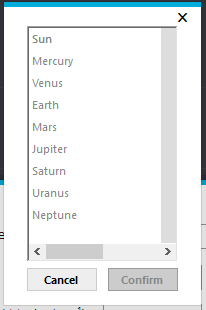 Sun
Mercury
Venus
Earth
Mars
Jupiter
Saturn
Uranus
Neptune
Cancel
Confirm